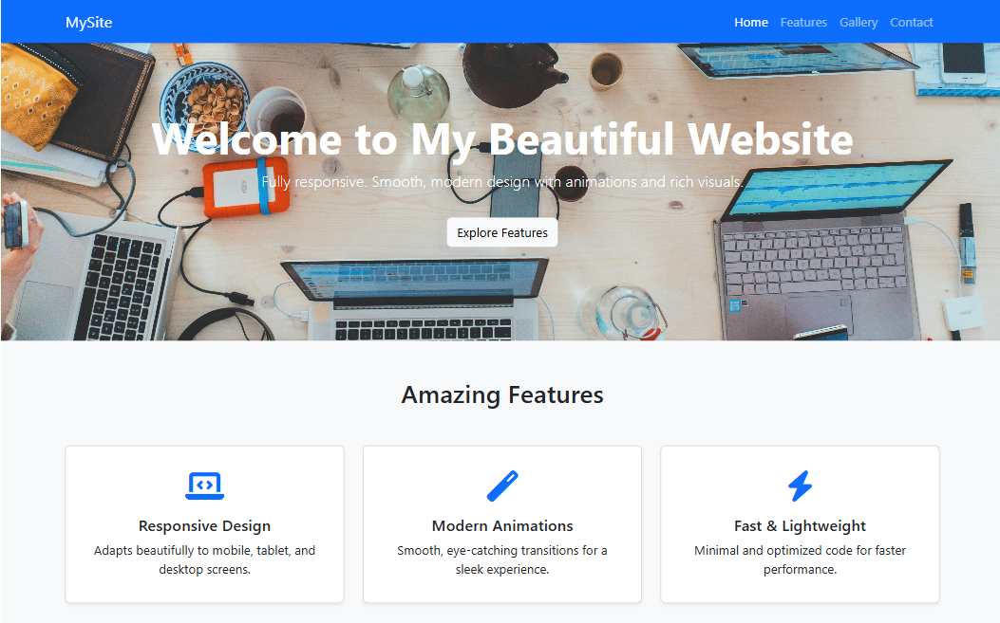 MySite
Home Features Gallery Contact
Welcome to My Beautiful Website
Fully responsive. Smooth, modern design with animations and rich visuals.
Explore Features
Amazing Features
Responsive Design
Adapts beautifully to mobile, tablet, and
desktop screens.
Modern Animations
Smooth, eye-catching transitions for a
sleek experience.
Fast & Lightweight
Minimal and optimized code for faster
performance.